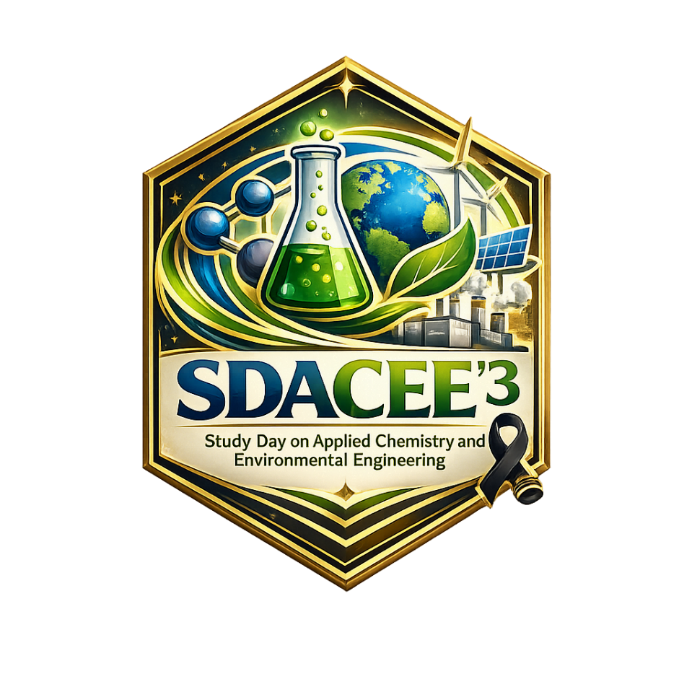 SDACEE'3
Study Day on Applied Chemistry and
Environmental Engineering